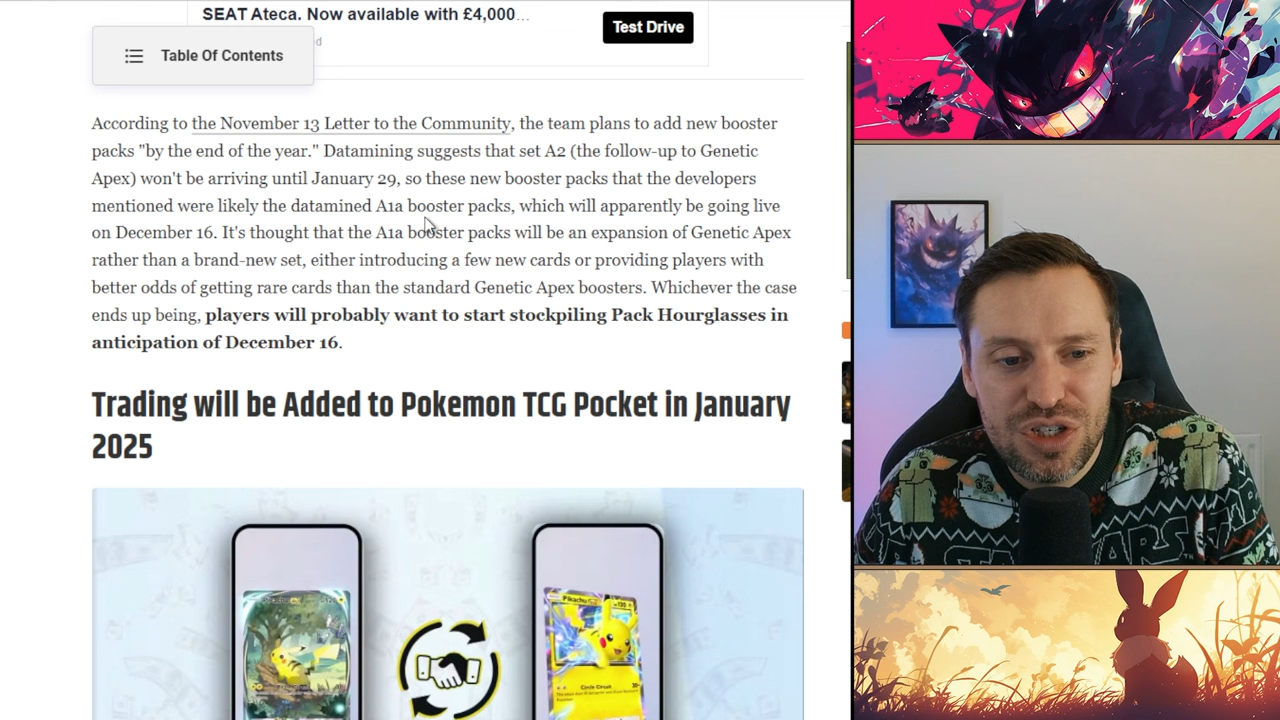 SEAT Ateca. Now available with £4,000...
Test Drive
d
Table Of Contents
According to the November 13 Letter to the Community, the team plans to add new booster
packs "by the end of the year." Datamining suggests that set A2 (the follow-up to Genetic
Apex) won't be arriving until January 29, so these new booster packs that the developers
mentioned were likely the datamined A1a booster packs, which will apparently be going live
on December 16. It's thought that the A1a booster packs will be an expansion of Genetic Apex
rather than a brand-new set, either introducing a few new cards or providing players with
better odds of getting rare cards than the standard Genetic Apex boosters. Whichever the case
ends up being, players will probably want to start stockpiling Pack Hourglasses in
anticipation of December 16.
Trading will be Added to Pokemon TCG Pocket in January
2025
Pikachu
Circle Circuit
WARS